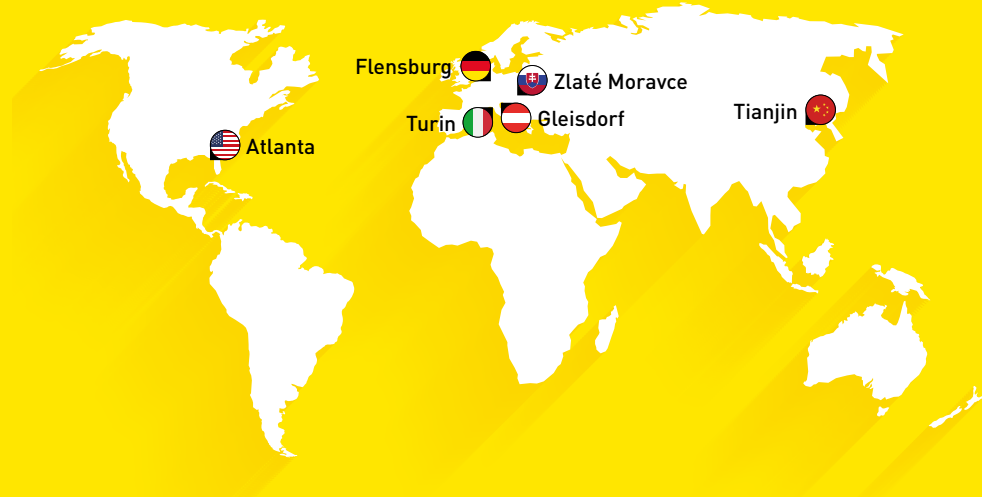 Flensburg
Zlaté Moravce
Turin
Gleisdorf
Tianjin
Atlanta